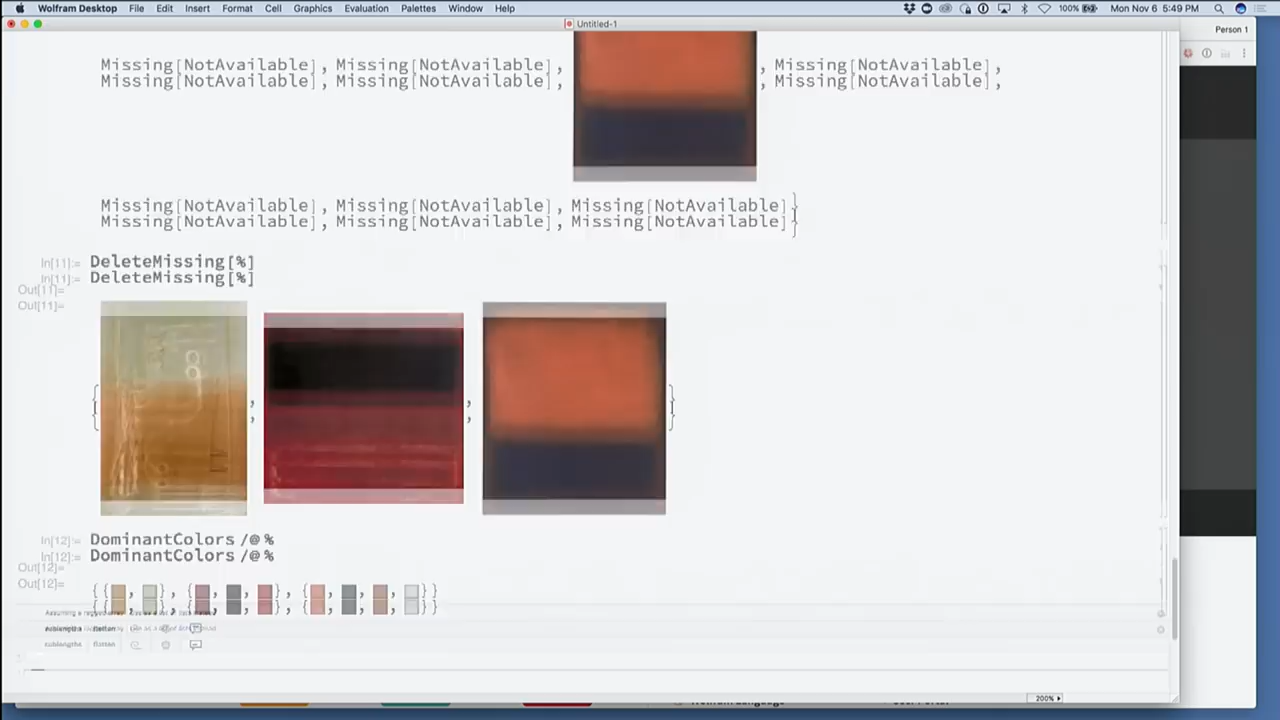 Wolfram Desktop File Edit Insert Format Cell Graphics Evaluation Palettes Window Help 100% Mon Nov 6 5:49 PM
Untitled-1
Person 1
Missing[NotAvailable], Missing[NotAvailable], , Missing[NotAvailable],
Missing[NotAvailable], Missing[NotAvailable], , Missing[NotAvailable],
Missing[NotAvailable], Missing[NotAvailable], Missing[NotAvailable]}
Missing[NotAvailable], Missing[NotAvailable], Missing[NotAvailable]
In[11]:= DeleteMissing[%]
In[11]:= DeleteMissing[%]
Out[11]=
Out[11]=
In[12]:= DominantColors /@ %
In[12]:= DominantColors /@ %
Out[12]=
Out[12]=
sublengths flatten
200%